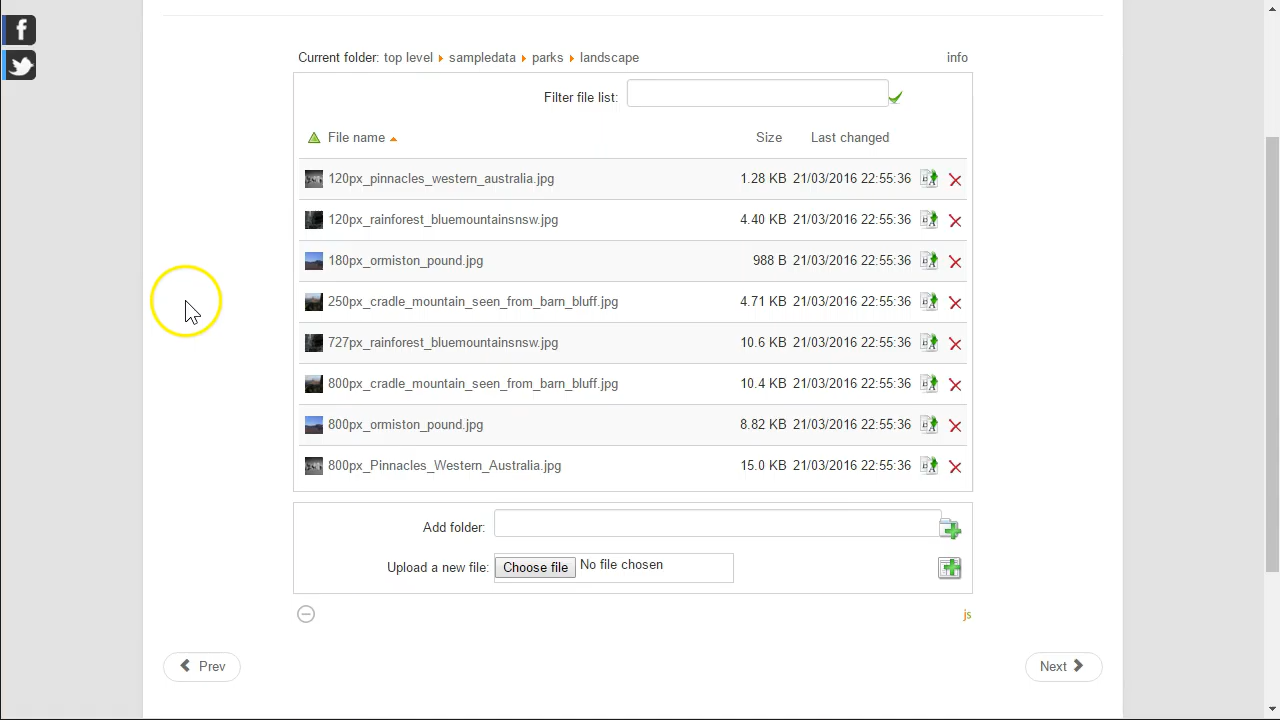 Current folder: top level sampledata parks landscape info
Filter file list:
File name Size Last changed
120px_pinnacles_western_australia.jpg 1.28 KB 21/03/2016 22:55:36
120px_rainforest_bluemountainsnsw.jpg 4.40 KB 21/03/2016 22:55:36
180px_ormiston_pound.jpg 988 B 21/03/2016 22:55:36
250px_cradle_mountain_seen_from_barn_bluff.jpg 4.71 KB 21/03/2016 22:55:36
727px_rainforest_bluemountainsnsw.jpg 10.6 KB 21/03/2016 22:55:36
800px_cradle_mountain_seen_from_barn_bluff.jpg 10.4 KB 21/03/2016 22:55:36
800px_ormiston_pound.jpg 8.82 KB 21/03/2016 22:55:36
800px_Pinnacles_Western_Australia.jpg 15.0 KB 21/03/2016 22:55:36
Add folder:
Upload a new file: Choose file No file chosen
js
Prev Next